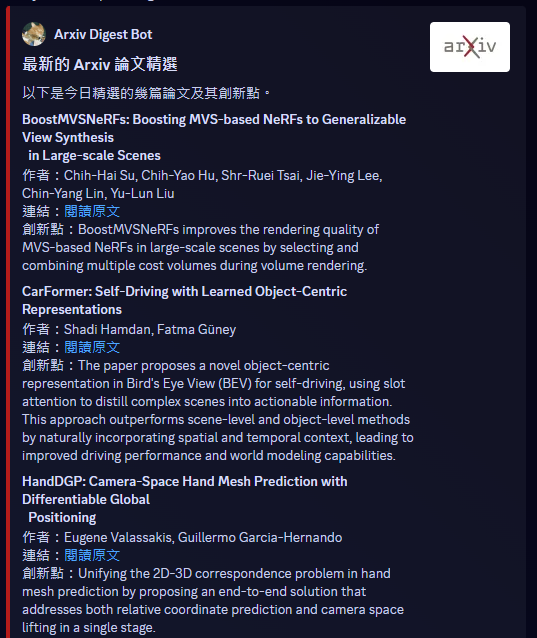 Arxiv Digest Bot
arXiv
最新的 Arxiv 論文精選
以下是今日精選的幾篇論文及其創新點。
BoostMVSNeRFs: Boosting MVS-based NeRFs to Generalizable
View Synthesis
in Large-scale Scenes
作者：Chih-Hai Su, Chih-Yao Hu, Shr-Ruei Tsai, Jie-Ying Lee,
Chin-Yang Lin, Yu-Lun Liu
連結：閱讀原文
創新點：BoostMVSNeRFs improves the rendering quality of
MVS-based NeRFs in large-scale scenes by selecting and
combining multiple cost volumes during volume rendering.
CarFormer: Self-Driving with Learned Object-Centric
Representations
作者：Shadi Hamdan, Fatma Güney
連結：閱讀原文
創新點：The paper proposes a novel object-centric
representation in Bird's Eye View (BEV) for self-driving, using slot
attention to distill complex scenes into actionable information.
This approach outperforms scene-level and object-level methods
by naturally incorporating spatial and temporal context, leading to
improved driving performance and world modeling capabilities.
HandDGP: Camera-Space Hand Mesh Prediction with
Differentiable Global
Positioning
作者：Eugene Valassakis, Guillermo Garcia-Hernando
連結：閱讀原文
創新點：Unifying the 2D-3D correspondence problem in hand
mesh prediction by proposing an end-to-end solution that
addresses both relative coordinate prediction and camera space
lifting in a single stage.